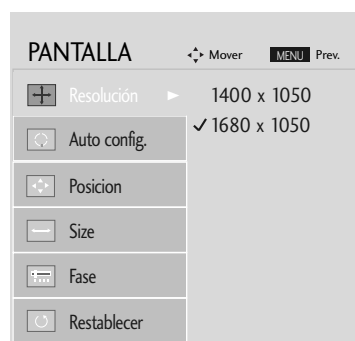 PANTALLA
Mover MENU Prev.
Resolución
1400 x 1050
1680 x 1050
Auto config.
Posicion
Size
Fase
Restablecer